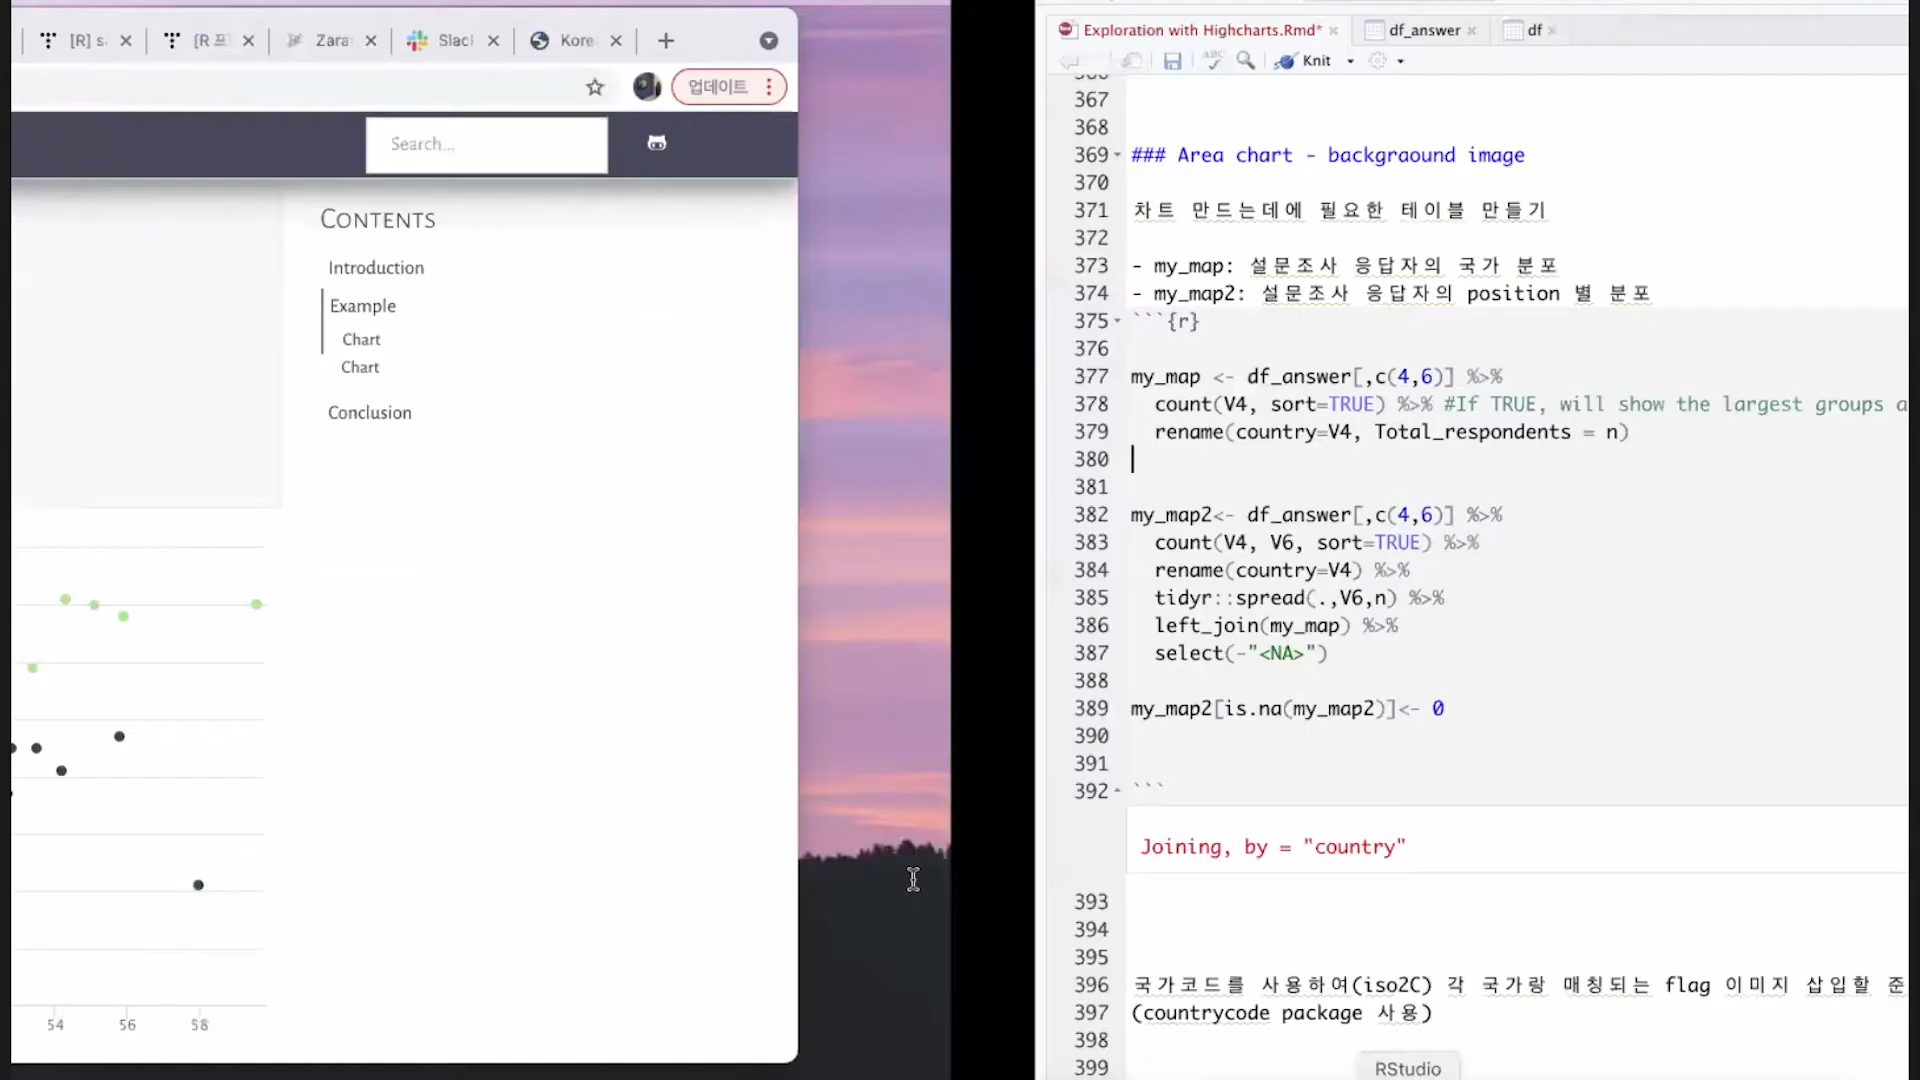 [R] s
[R 프
Zara
Slac
Kore
업데이트
Search...
CONTENTS
Introduction
Example
Chart
Chart
Conclusion
54 56 58
Exploration with Highcharts.Rmd*
df_answer
df
ABC
Knit
367
368
369 ### Area chart - backgraound image
370
371 차트 만드는데에 필요한 테이블 만들기
372
373 - my_map: 설문조사 응답자의 국가 분포
374 - my_map2: 설문조사 응답자의 position 별 분포
375 ```{r}
376
377 my_map <- df_answer[,c(4,6)] %>%
378 count(V4, sort=TRUE) %>% #If TRUE, will show the largest groups a
379 rename(country=V4, Total_respondents = n)
380
381
382 my_map2<- df_answer[,c(4,6)] %>%
383 count(V4, V6, sort=TRUE) %>%
384 rename(country=V4) %>%
385 tidyr::spread(.,V6,n) %>%
386 left_join(my_map) %>%
387 select(-"<NA>")
388
389 my_map2[is.na(my_map2)]<- 0
390
391
392 ```
Joining, by = "country"
393
394
395
396 국가코드를 사용하여(iso2C) 각 국가랑 매칭되는 flag 이미지 삽입할 준
397 (countrycode package 사용)
398
399
RStudio